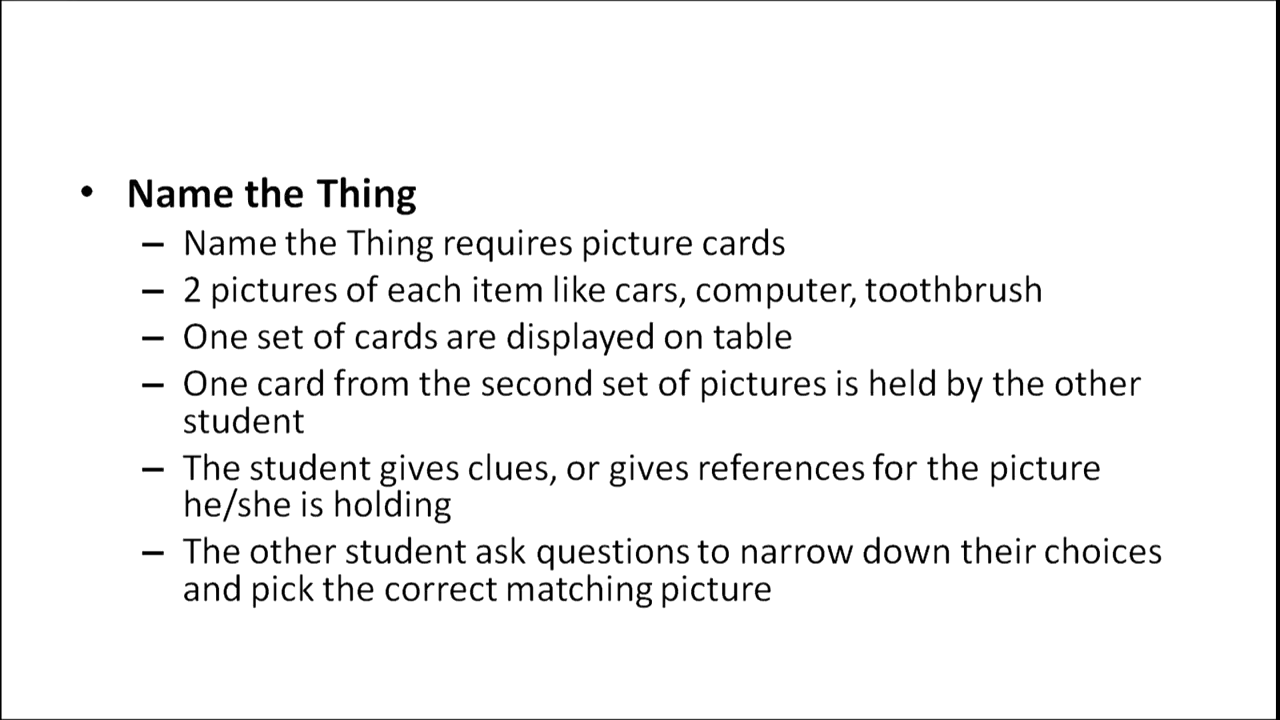 • Name the Thing
– Name the Thing requires picture cards
– 2 pictures of each item like cars, computer, toothbrush
– One set of cards are displayed on table
– One card from the second set of pictures is held by the other
student
– The student gives clues, or gives references for the picture
he/she is holding
– The other student ask questions to narrow down their choices
and pick the correct matching picture